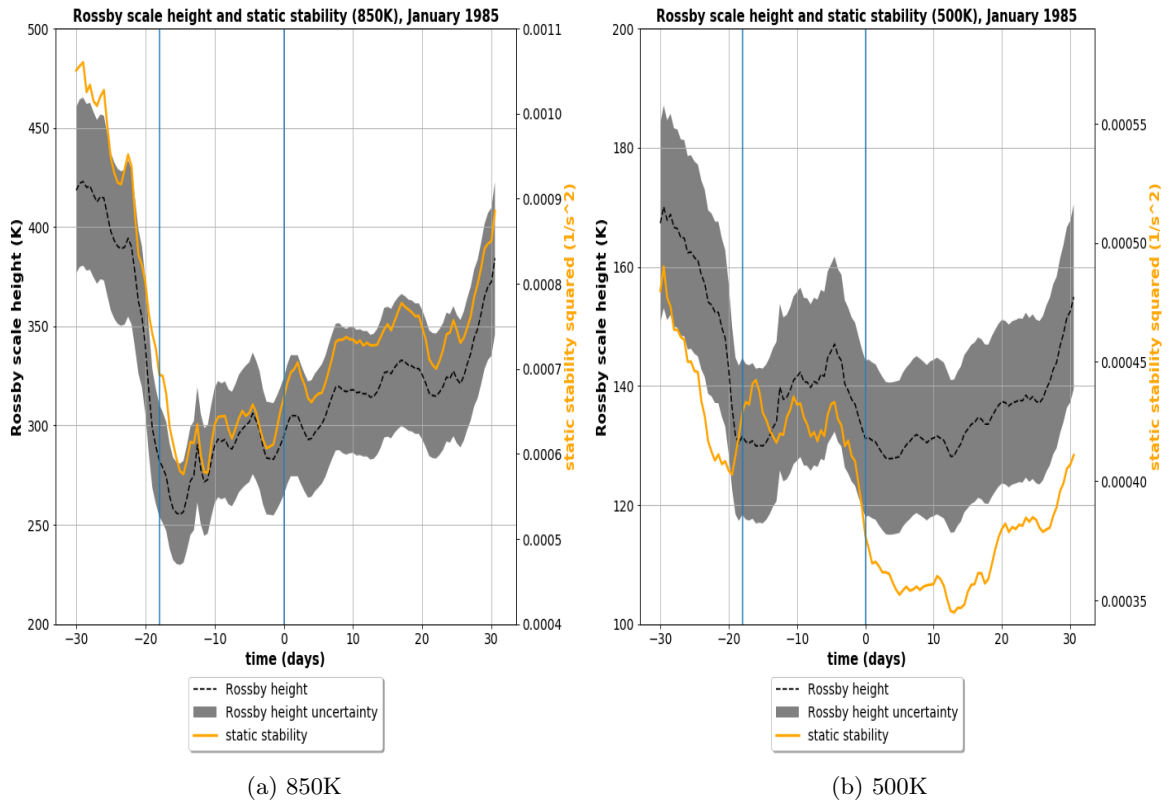 Rossby scale height and static stability (850K), January 1985
500
450
400
350
300
250
200
0.0011
0.0010
0.0009
0.0008
0.0007
0.0006
0.0005
0.0004
Rossby scale height (K)
static stability squared (1/s^2)
−30
−20
−10
0
10
20
30
time (days)
Rossby height
Rossby height uncertainty
static stability
(a) 850K
Rossby scale height and static stability (500K), January 1985
200
180
160
140
120
100
0.00055
0.00050
0.00045
0.00040
0.00035
Rossby scale height (K)
static stability squared (1/s^2)
−30
−20
−10
0
10
20
30
time (days)
Rossby height
Rossby height uncertainty
static stability
(b) 500K